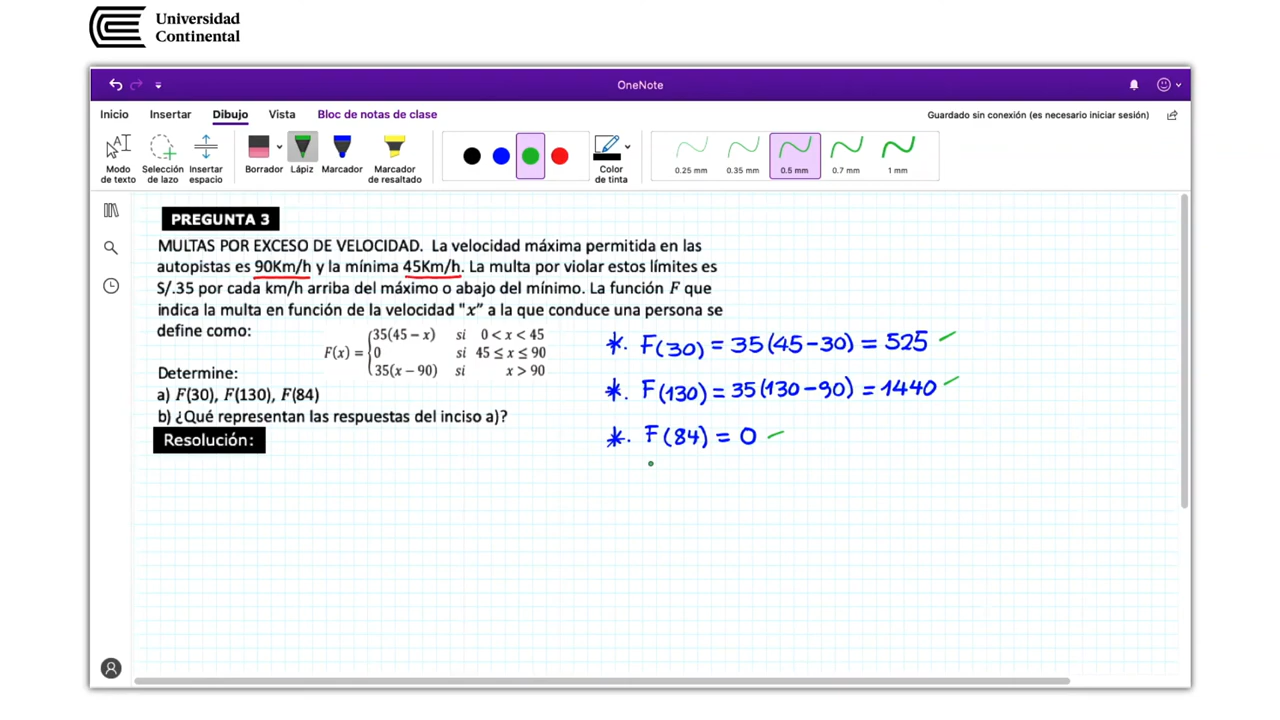 Universidad
Continental
OneNote
Inicio Insertar Dibujo Vista Bloc de notas de clase
Guardado sin conexión (es necesario iniciar sesión)
Modo de texto
Selección de lazo
Insertar espacio
Borrador
Lápiz
Marcador
Marcador de resaltado
Color de tinta
0.25 mm 0.35 mm 0.5 mm 0.7 mm 1 mm
PREGUNTA 3
MULTAS POR EXCESO DE VELOCIDAD. La velocidad máxima permitida en las
autopistas es 90Km/h y la mínima 45Km/h. La multa por violar estos límites es
S/.35 por cada km/h arriba del máximo o abajo del mínimo. La función F que
indica la multa en función de la velocidad "x" a la que conduce una persona se
define como:
F(x) = { 35(45 − x) si 0 < x < 45
0 si 45 ≤ x ≤ 90
35(x − 90) si x > 90
Determine:
a) F(30), F(130), F(84)
b) ¿Qué representan las respuestas del inciso a)?
Resolución:
*. F(30) = 35(45−30) = 525
*. F(130) = 35(130−90) = 1440
*. F(84) = 0